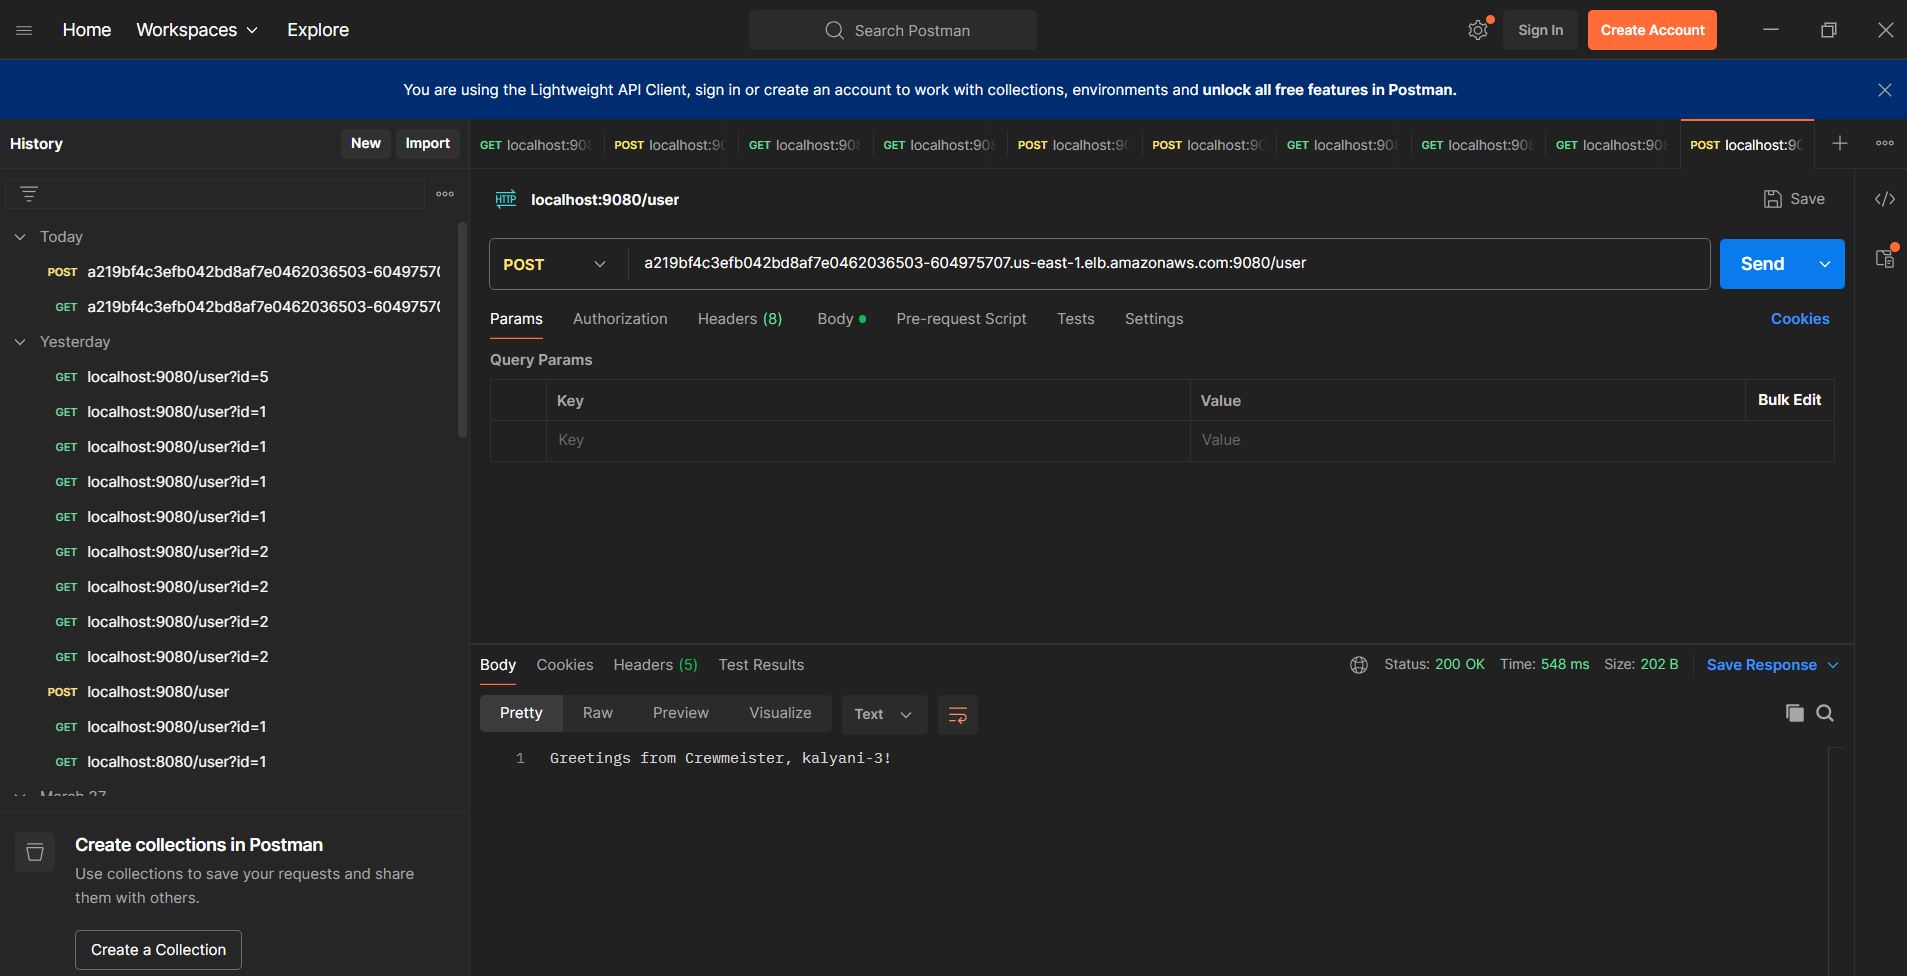 Home Workspaces Explore Search Postman Sign In Create Account
You are using the Lightweight API Client, sign in or create an account to work with collections, environments and unlock all free features in Postman.
History New Import
GET localhost:908 POST localhost:90 GET localhost:908 GET localhost:908 POST localhost:90 POST localhost:90 GET localhost:908 GET localhost:908 GET localhost:908 POST localhost:90
HTTP localhost:9080/user Save
Today
POST a219bf4c3efb042bd8af7e0462036503-60497570
GET a219bf4c3efb042bd8af7e0462036503-60497570
Yesterday
GET localhost:9080/user?id=5
GET localhost:9080/user?id=1
GET localhost:9080/user?id=1
GET localhost:9080/user?id=1
GET localhost:9080/user?id=1
GET localhost:9080/user?id=2
GET localhost:9080/user?id=2
GET localhost:9080/user?id=2
GET localhost:9080/user?id=2
POST localhost:9080/user
GET localhost:9080/user?id=1
GET localhost:8080/user?id=1
March 27
Create collections in Postman
Use collections to save your requests and share
them with others.
Create a Collection
POST a219bf4c3efb042bd8af7e0462036503-604975707.us-east-1.elb.amazonaws.com:9080/user Send
Params Authorization Headers (8) Body Pre-request Script Tests Settings Cookies
Query Params
Key Value Bulk Edit
Key Value
Body Cookies Headers (5) Test Results Status: 200 OK Time: 548 ms Size: 202 B Save Response
Pretty Raw Preview Visualize Text
1 Greetings from Crewmeister, kalyani-3!